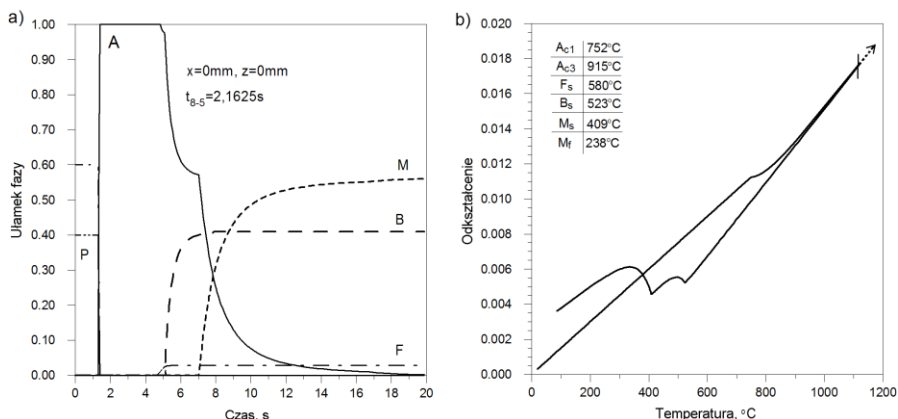 a)
1.00
0.90
0.80
0.70
0.60
0.50
0.40
0.30
0.20
0.10
0.00
Ułamek fazy
A
x=0mm, z=0mm
t8-5=2,1625s
M
B
P
F
0 2 4 6 8 10 12 14 16 18 20
Czas, s
b)
0.020
0.018
0.016
0.014
0.012
0.010
0.008
0.006
0.004
0.002
0.000
Odkształcenie
Ac1 752°C
Ac3 915°C
Fs 580°C
Bs 523°C
Ms 409°C
Mf 238°C
0 200 400 600 800 1000 1200
Temperatura, °C